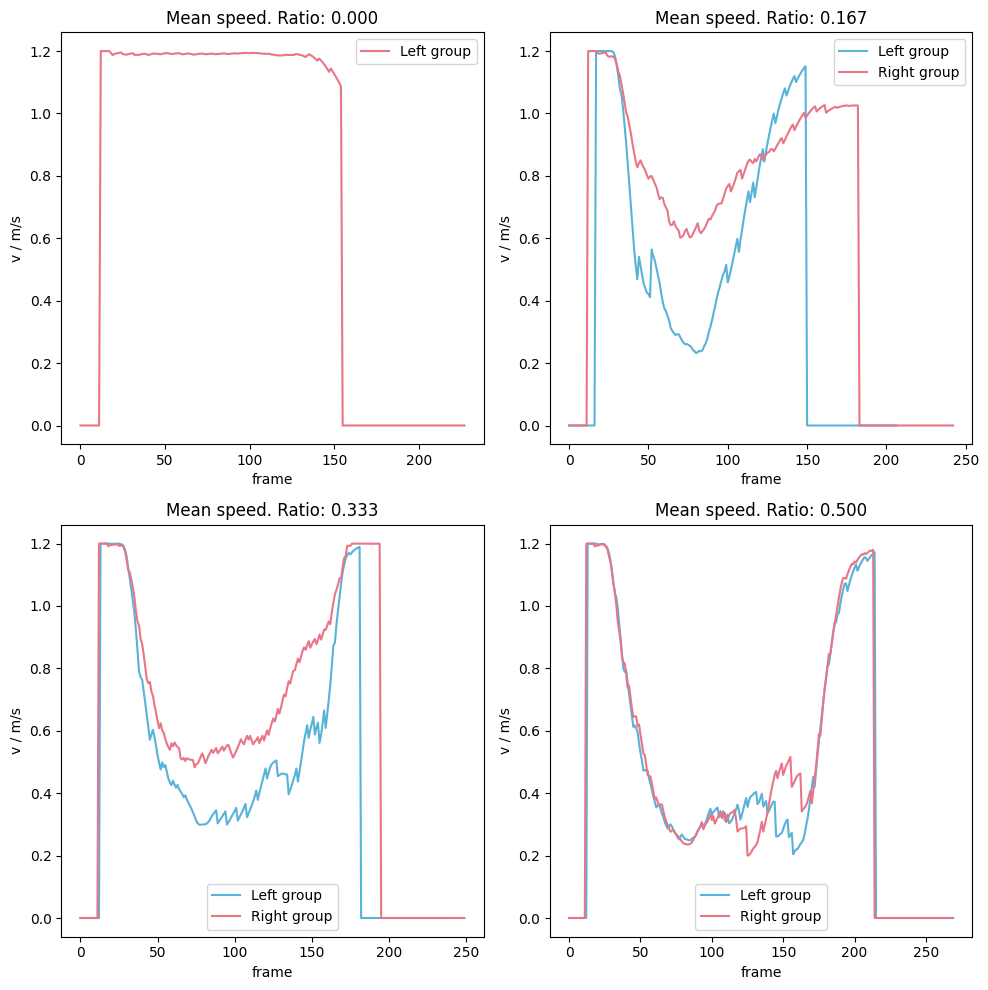 Mean speed. Ratio: 0.000
Left group
v / m/s
1.2
1.0
0.8
0.6
0.4
0.2
0.0
0 50 100 150 200
frame
Mean speed. Ratio: 0.167
Left group
Right group
v / m/s
1.2
1.0
0.8
0.6
0.4
0.2
0.0
0 50 100 150 200 250
frame
Mean speed. Ratio: 0.333
v / m/s
1.2
1.0
0.8
0.6
0.4
0.2
0.0
Left group
Right group
0 50 100 150 200 250
frame
Mean speed. Ratio: 0.500
v / m/s
1.2
1.0
0.8
0.6
0.4
0.2
0.0
Left group
Right group
0 50 100 150 200 250
frame